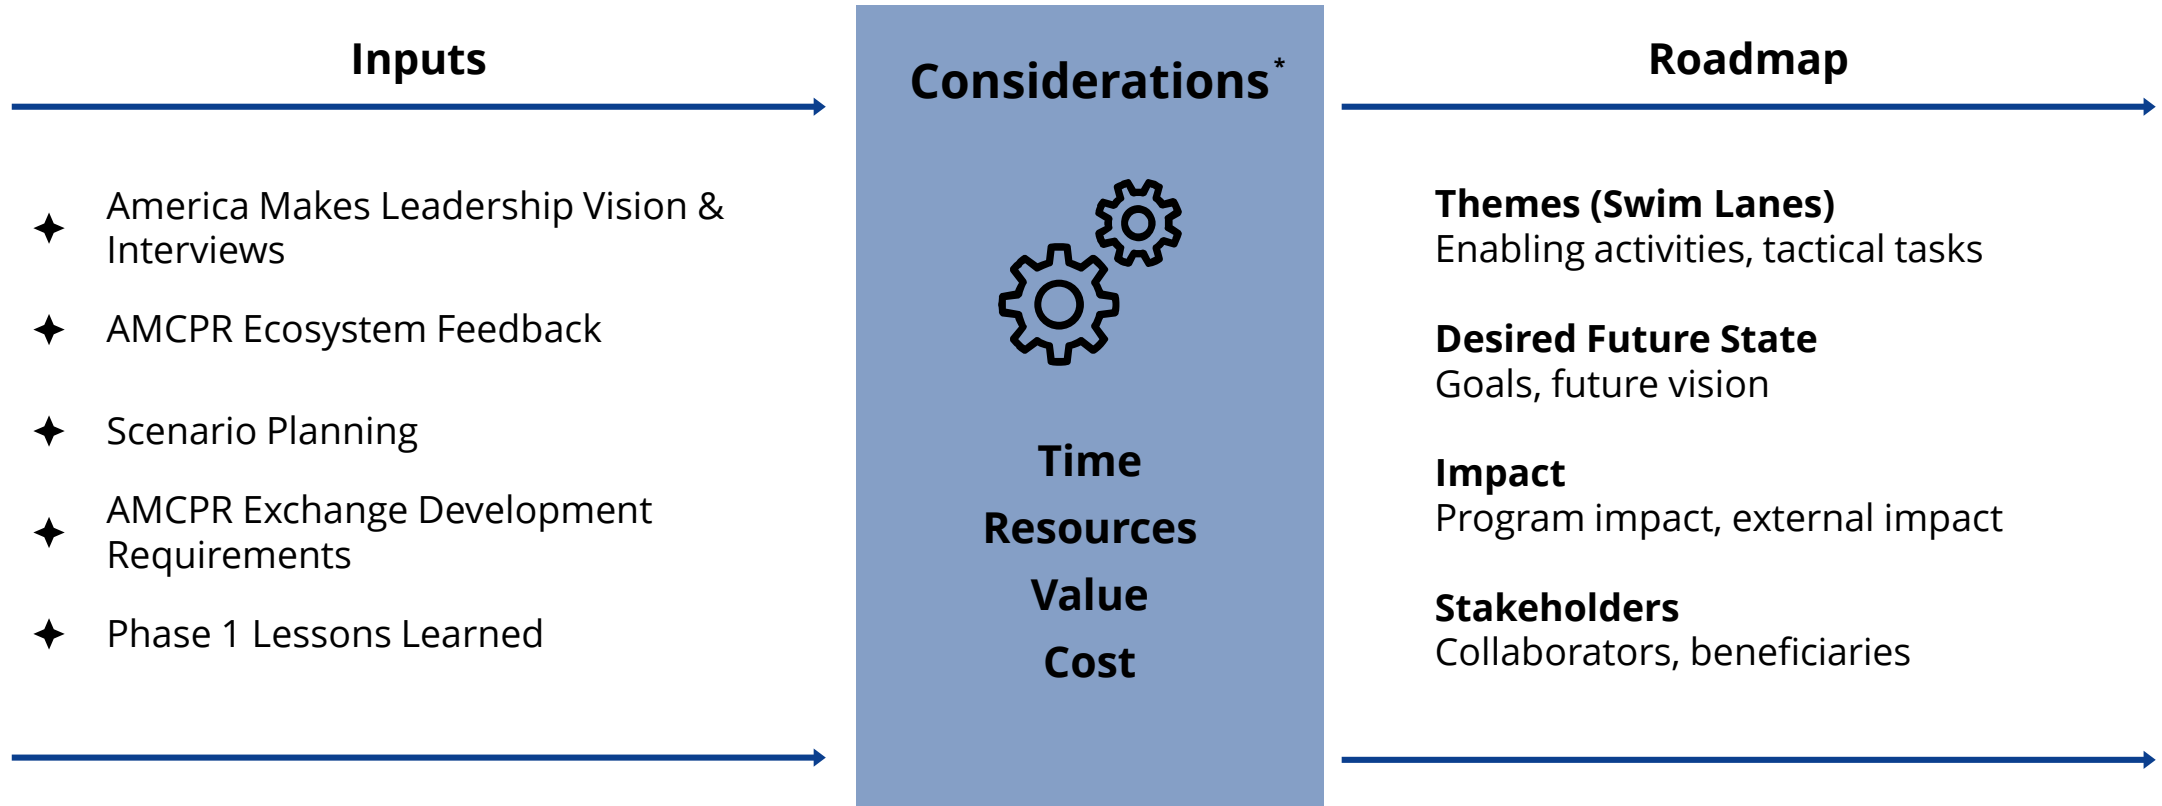 Inputs
America Makes Leadership Vision &
Interviews
AMCPR Ecosystem Feedback
Scenario Planning
AMCPR Exchange Development
Requirements
Phase 1 Lessons Learned
Considerations*
Time
Resources
Value
Cost
Roadmap
Themes (Swim Lanes)
Enabling activities, tactical tasks
Desired Future State
Goals, future vision
Impact
Program impact, external impact
Stakeholders
Collaborators, beneficiaries